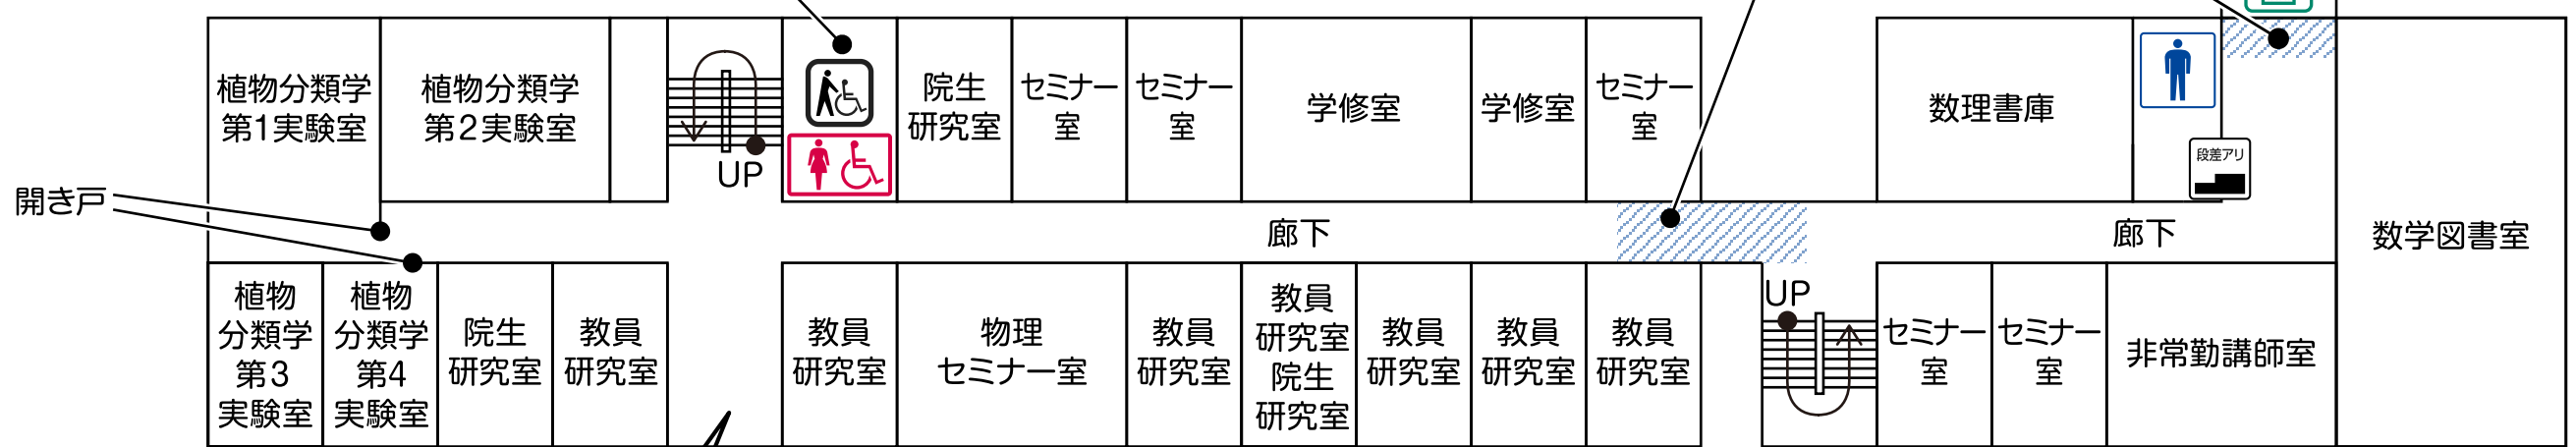 植物分類学
第1実験室
植物分類学
第2実験室
UP
院生
研究室
セミナー
室
セミナー
室
学修室
学修室
セミナー
室
数理書庫
段差アリ
開き戸
廊下
廊下
数学図書室
植物
分類学
第3
実験室
植物
分類学
第4
実験室
院生
研究室
教員
研究室
教員
研究室
物理
セミナー室
教員
研究室
教員
研究室
院生
研究室
教員
研究室
教員
研究室
教員
研究室
UP
セミナー
室
セミナー
室
非常勤講師室